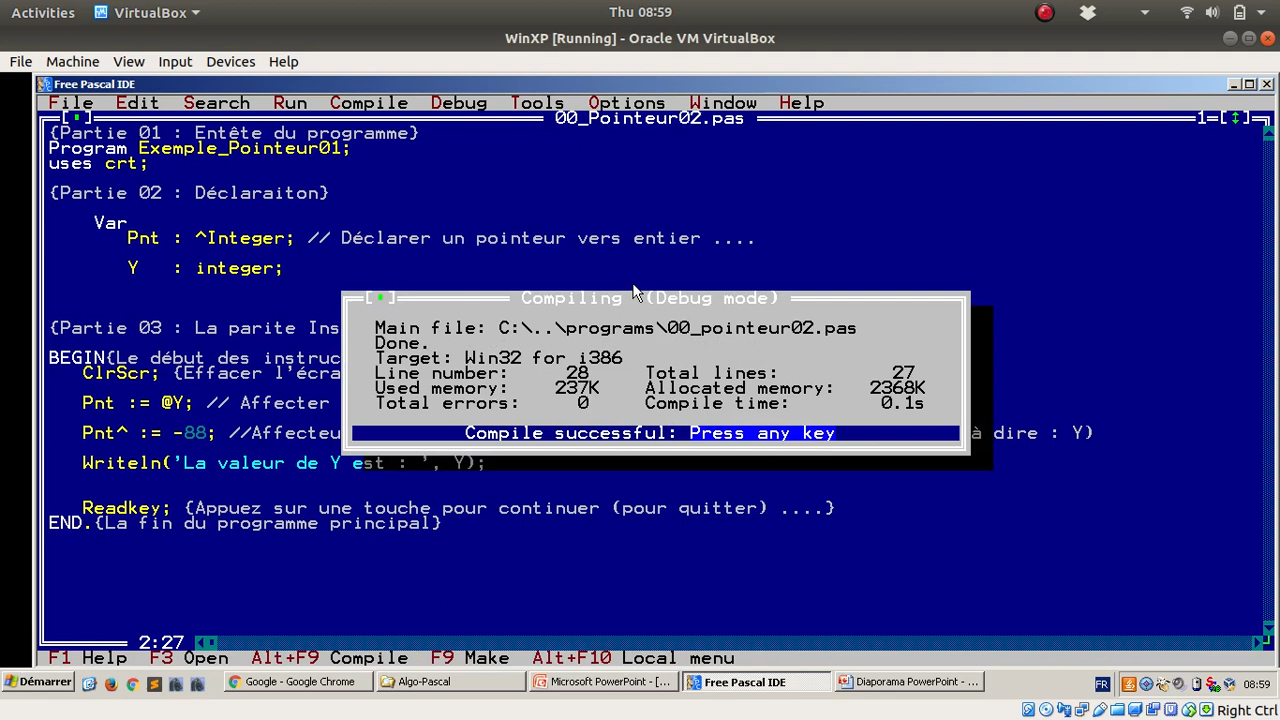 Activities VirtualBox Thu 08:59
WinXP [Running] - Oracle VM VirtualBox
File Machine View Input Devices Help
Free Pascal IDE
File Edit Search Run Compile Debug Tools Options Window Help
00_Pointeur02.pas 1
{Partie 01 : Entête du programme}
Program Exemple_Pointeur01;
uses crt;
{Partie 02 : Déclaraiton}
Var
Pnt : ^Integer; // Déclarer un pointeur vers entier ....
Y : integer;
Compiling (Debug mode)
{Partie 03 : La parite Ins
Main file: C:\..\programs\00_pointeur02.pas
Done.
BEGIN{Le début des instruc
Target: Win32 for i386
ClrScr; {Effacer l'écra
Line number: 28 Total lines: 27
Used memory: 237K Allocated memory: 2368K
Pnt := @Y; // Affecter
Total errors: 0 Compile time: 0.1s
Pnt^ := -88; //Affecteu
Compile successful: Press any key
à dire : Y)
Writeln('La valeur de Y est : ', Y);
Readkey; {Appuez sur une touche pour continuer (pour quitter) ....}
END.{La fin du programme principal}
2:27
F1 Help F3 Open Alt+F9 Compile F9 Make Alt+F10 Local menu
Démarrer Google - Google Chrome Algo-Pascal Microsoft PowerPoint - [... Free Pascal IDE Diaporama PowerPoint - ... FR 08:59
Right Ctrl